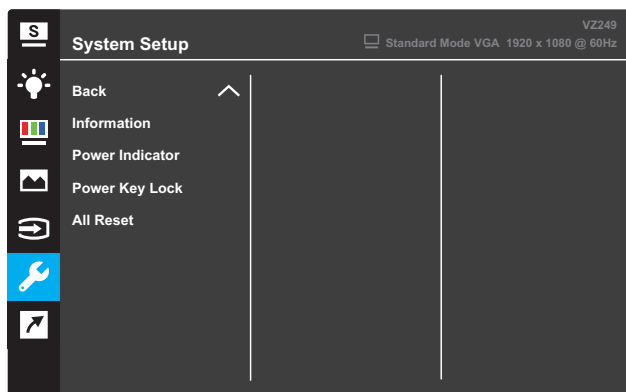 S
VZ249
System Setup
Standard Mode VGA 1920 x 1080 @ 60Hz
Back
Information
Power Indicator
Power Key Lock
All Reset